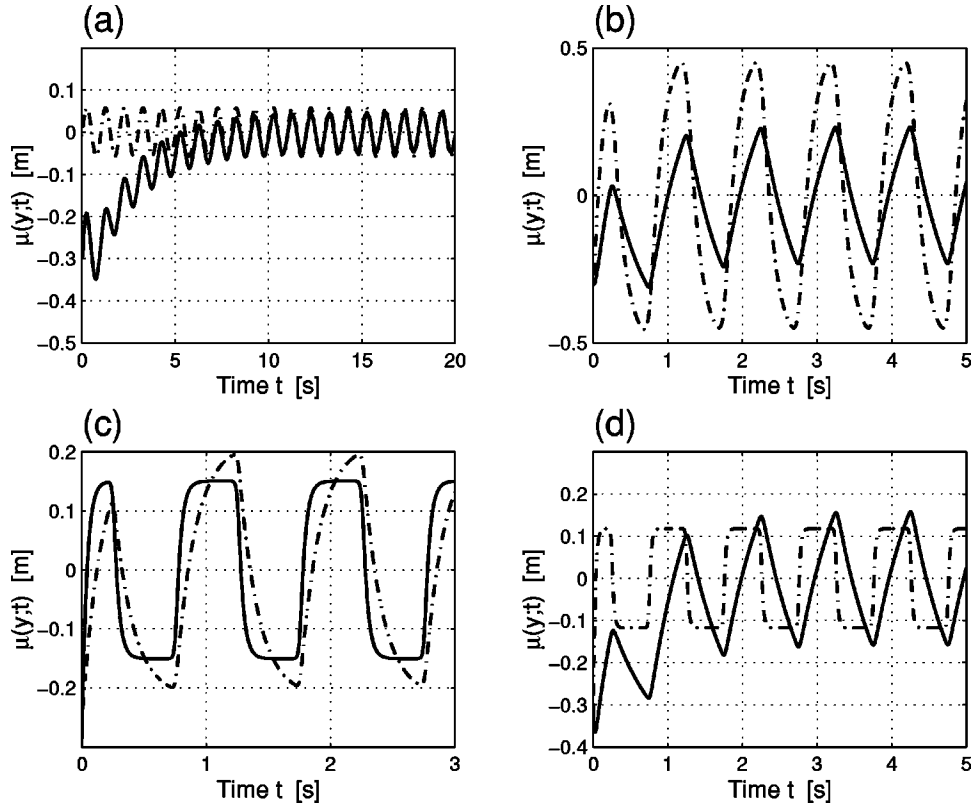 (a)
μ(y;t) [m]
0.1
0
−0.1
−0.2
−0.3
−0.4
−0.5
0 5 10 15 20
Time t [s]
(b)
μ(y;t) [m]
0.5
0
−0.5
0 1 2 3 4 5
Time t [s]
(c)
μ(y;t) [m]
0.2
0.1
0
−0.1
−0.2
0 1 2 3
Time t [s]
(d)
μ(y;t) [m]
0.2
0.1
0
−0.1
−0.2
−0.3
−0.4
0 1 2 3 4 5
Time t [s]